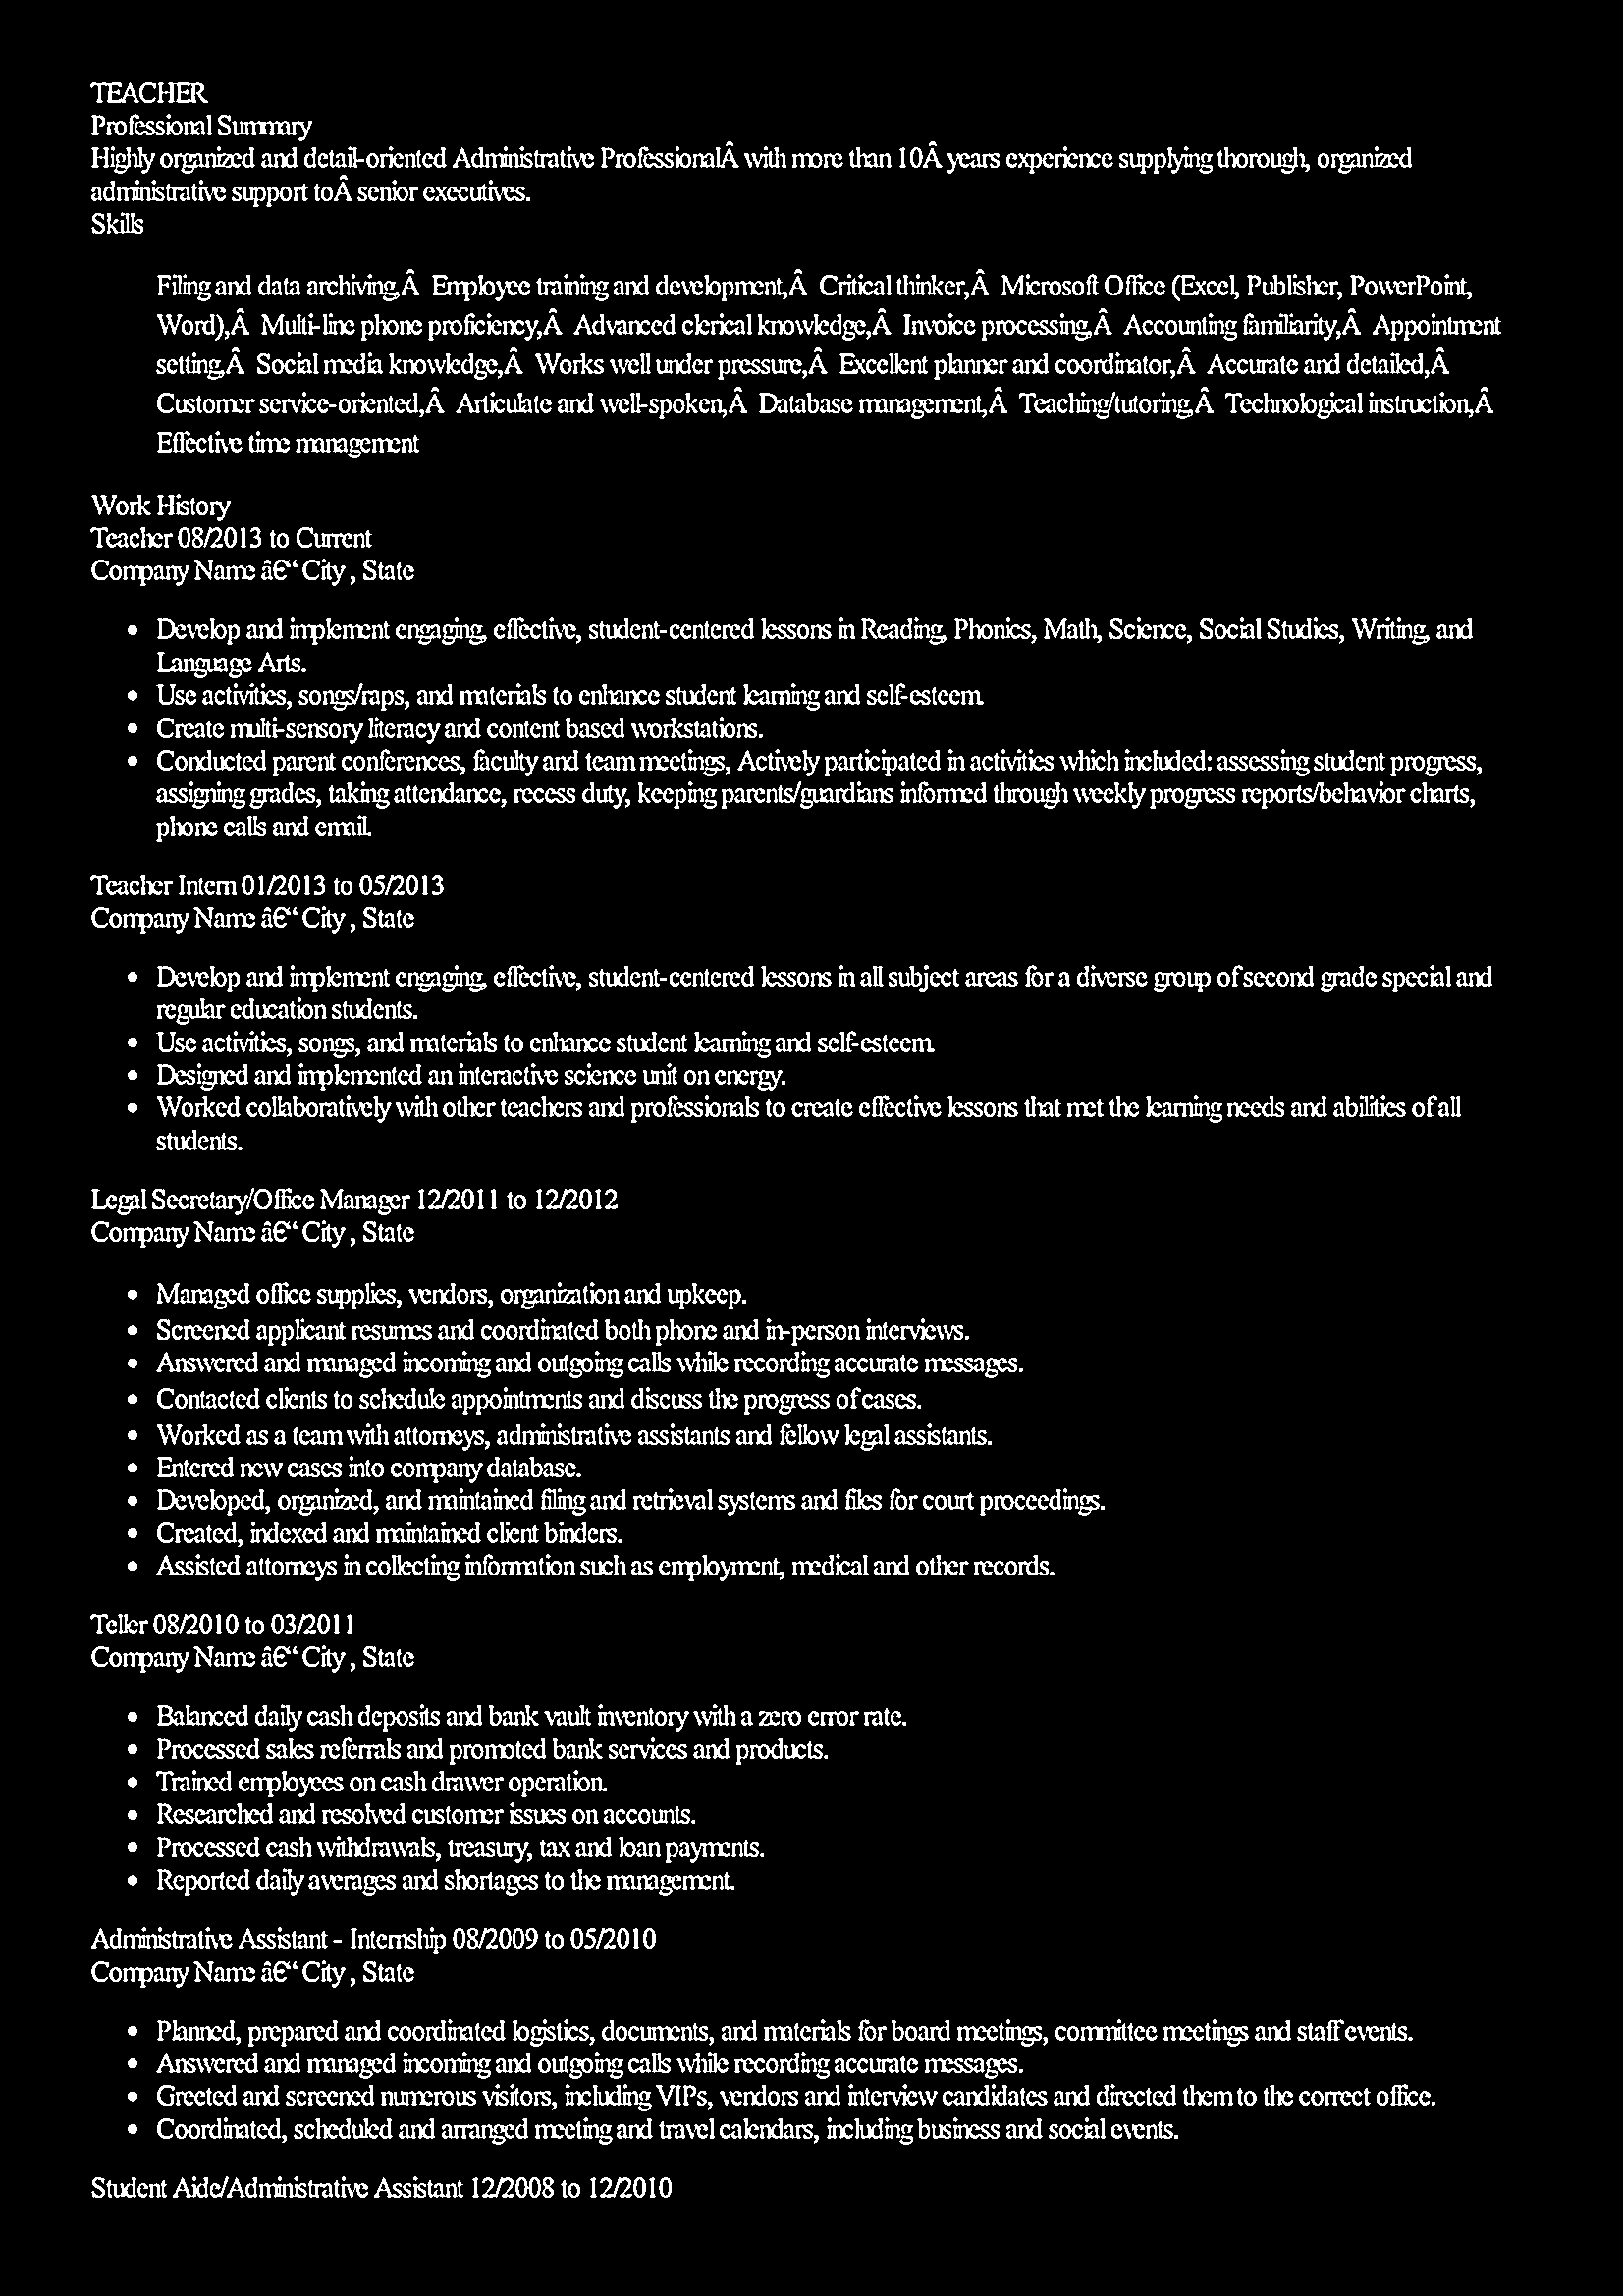 TEACHER
Professional Summary
Highly organized and detail-oriented Administrative ProfessionalÂ with more than 10Â years experience supplying thorough, organized
administrative support toÂ senior executives.
Skills
Filing and data archiving,Â  Employee training and development,Â  Critical thinker,Â  Microsoft Office (Excel, Publisher, PowerPoint,
Word),Â  Multi-line phone proficiency,Â  Advanced clerical knowledge,Â  Invoice processing,Â  Accounting familiarity,Â  Appointment
setting,Â  Social media knowledge,Â  Works well under pressure,Â  Excellent planner and coordinator,Â  Accurate and detailed,Â
Customer service-oriented,Â  Articulate and well-spoken,Â  Database management,Â  Teaching/tutoring,Â  Technological instruction,Â
Effective time management
Work History
Teacher 08/2013 to Current
Company Name â€“ City , State
• Develop and implement engaging, effective, student-centered lessons in Reading, Phonics, Math, Science, Social Studies, Writing, and
Language Arts.
• Use activities, songs/raps, and materials to enhance student learning and self-esteem.
• Create multi-sensory literacy and content based workstations.
• Conducted parent conferences, faculty and team meetings, Actively participated in activities which included: assessing student progress,
assigning grades, taking attendance, recess duty, keeping parents/guardians informed through weekly progress reports/behavior charts,
phone calls and email.
Teacher Intern 01/2013 to 05/2013
Company Name â€“ City , State
• Develop and implement engaging, effective, student-centered lessons in all subject areas for a diverse group of second grade special and
regular education students.
• Use activities, songs, and materials to enhance student learning and self-esteem.
• Designed and implemented an interactive science unit on energy.
• Worked collaboratively with other teachers and professionals to create effective lessons that met the learning needs and abilities of all
students.
Legal Secretary/Office Manager 12/2011 to 12/2012
Company Name â€“ City , State
• Managed office supplies, vendors, organization and upkeep.
• Screened applicant resumes and coordinated both phone and in-person interviews.
• Answered and managed incoming and outgoing calls while recording accurate messages.
• Contacted clients to schedule appointments and discuss the progress of cases.
• Worked as a team with attorneys, administrative assistants and fellow legal assistants.
• Entered new cases into company database.
• Developed, organized, and maintained filing and retrieval systems and files for court proceedings.
• Created, indexed and maintained client binders.
• Assisted attorneys in collecting information such as employment, medical and other records.
Teller 08/2010 to 03/2011
Company Name â€“ City , State
• Balanced daily cash deposits and bank vault inventory with a zero error rate.
• Processed sales referrals and promoted bank services and products.
• Trained employees on cash drawer operation.
• Researched and resolved customer issues on accounts.
• Processed cash withdrawals, treasury, tax and loan payments.
• Reported daily averages and shortages to the management.
Administrative Assistant - Internship 08/2009 to 05/2010
Company Name â€“ City , State
• Planned, prepared and coordinated logistics, documents, and materials for board meetings, committee meetings and staff events.
• Answered and managed incoming and outgoing calls while recording accurate messages.
• Greeted and screened numerous visitors, including VIPs, vendors and interview candidates and directed them to the correct office.
• Coordinated, scheduled and arranged meeting and travel calendars, including business and social events.
Student Aide/Administrative Assistant 12/2008 to 12/2010